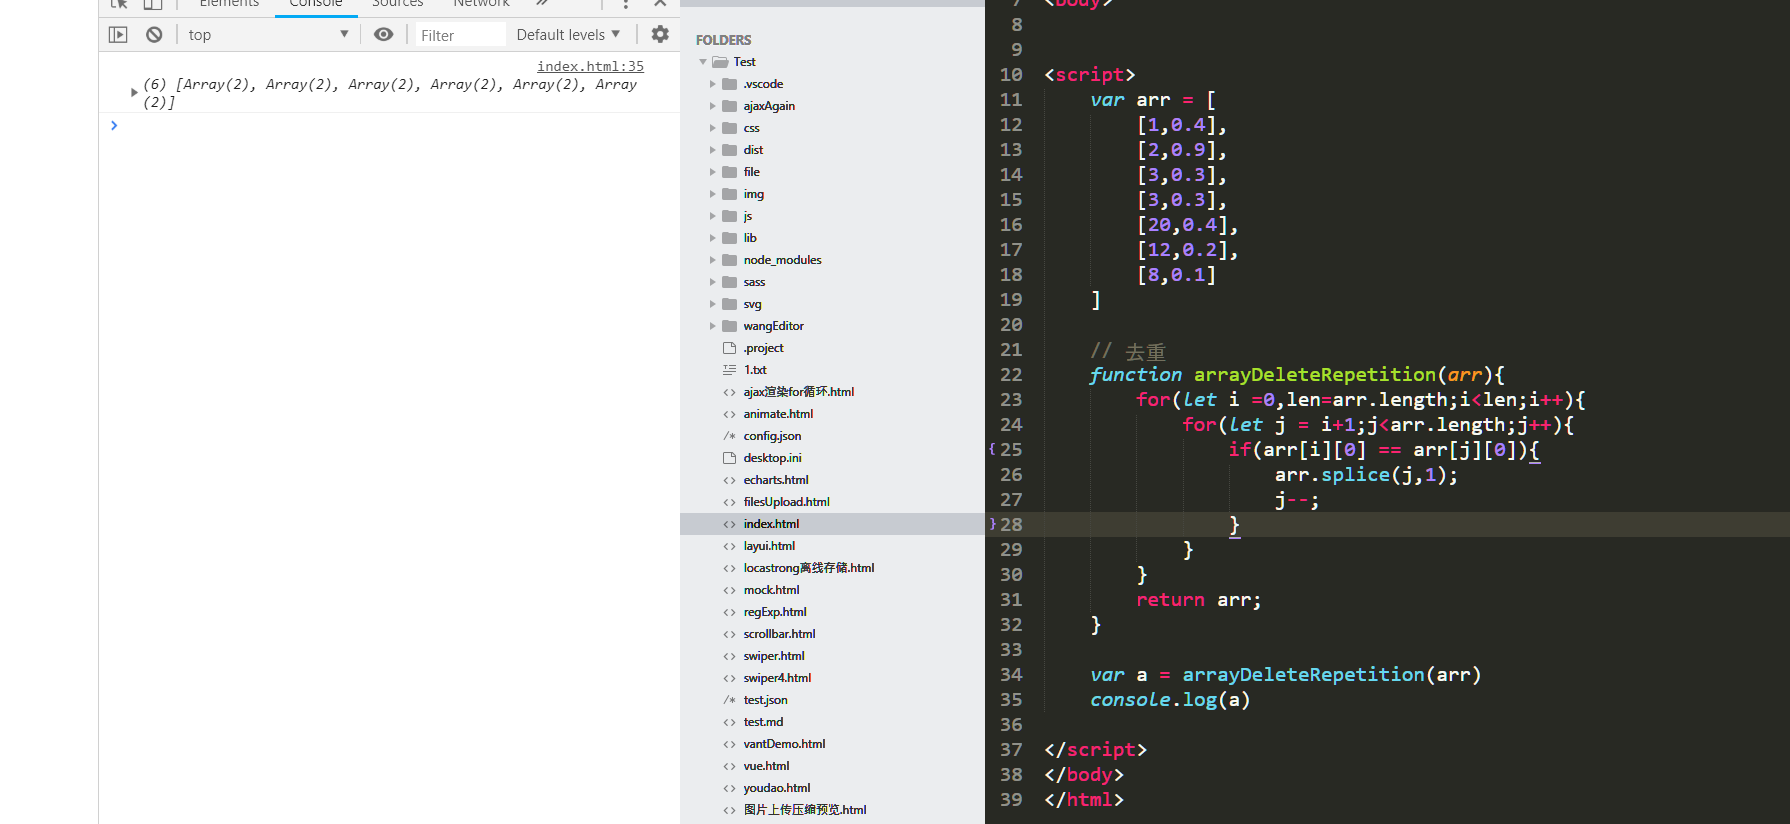 Elements Console Sources Network
top Filter Default levels
index.html:35
(6) [Array(2), Array(2), Array(2), Array(2), Array(2), Array
(2)]
FOLDERS
Test
.vscode
ajaxAgain
css
dist
file
img
js
lib
node_modules
sass
svg
wangEditor
.project
1.txt
ajax渲染for循环.html
animate.html
config.json
desktop.ini
echarts.html
filesUpload.html
index.html
layui.html
locastrong离线存储.html
mock.html
regExp.html
scrollbar.html
swiper.html
swiper4.html
test.json
test.md
vantDemo.html
vue.html
youdao.html
图片上传压缩预览.html
7 <body>
8
9
10 <script>
11 var arr = [
12 [1,0.4],
13 [2,0.9],
14 [3,0.3],
15 [3,0.3],
16 [20,0.4],
17 [12,0.2],
18 [8,0.1]
19 ]
20
21 // 去重
22 function arrayDeleteRepetition(arr){
23 for(let i =0,len=arr.length;i<len;i++){
24 for(let j = i+1;j<arr.length;j++){
25 if(arr[i][0] == arr[j][0]){
26 arr.splice(j,1);
27 j--;
28 }
29 }
30 }
31 return arr;
32 }
33
34 var a = arrayDeleteRepetition(arr)
35 console.log(a)
36
37 </script>
38 </body>
39 </html>